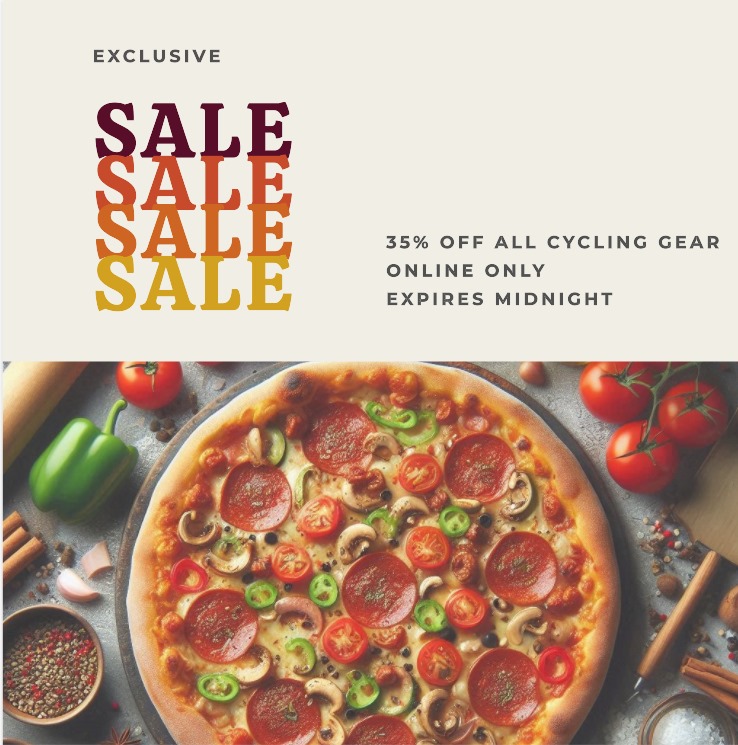 EXCLUSIVE
SALE
SALE
SALE
SALE
35% OFF ALL CYCLING GEAR
ONLINE ONLY
EXPIRES MIDNIGHT